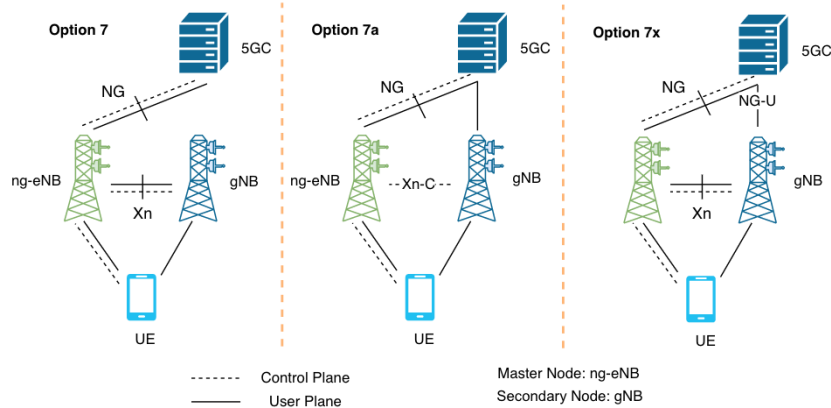 Option 7
5GC
NG
ng-eNB
gNB
Xn
UE
Option 7a
5GC
NG
ng-eNB
Xn-C
gNB
UE
Option 7x
5GC
NG
NG-U
gNB
Xn
UE
Control Plane
User Plane
Master Node: ng-eNB
Secondary Node: gNB